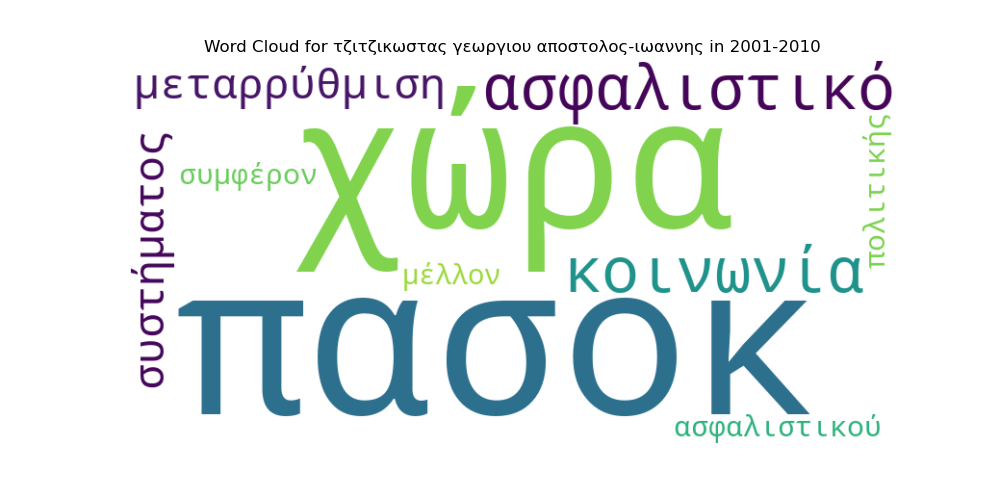 Word Cloud for τζιτζικωστας γεωργιου αποστολος-ιωαννης in 2001-2010
μεταρρύθμιση
ασφαλιστικό
χώρα
συμφέρον
συστήματος
πολιτικής
μέλλον
κοινωνία
πασοκ
ασφαλιστικού